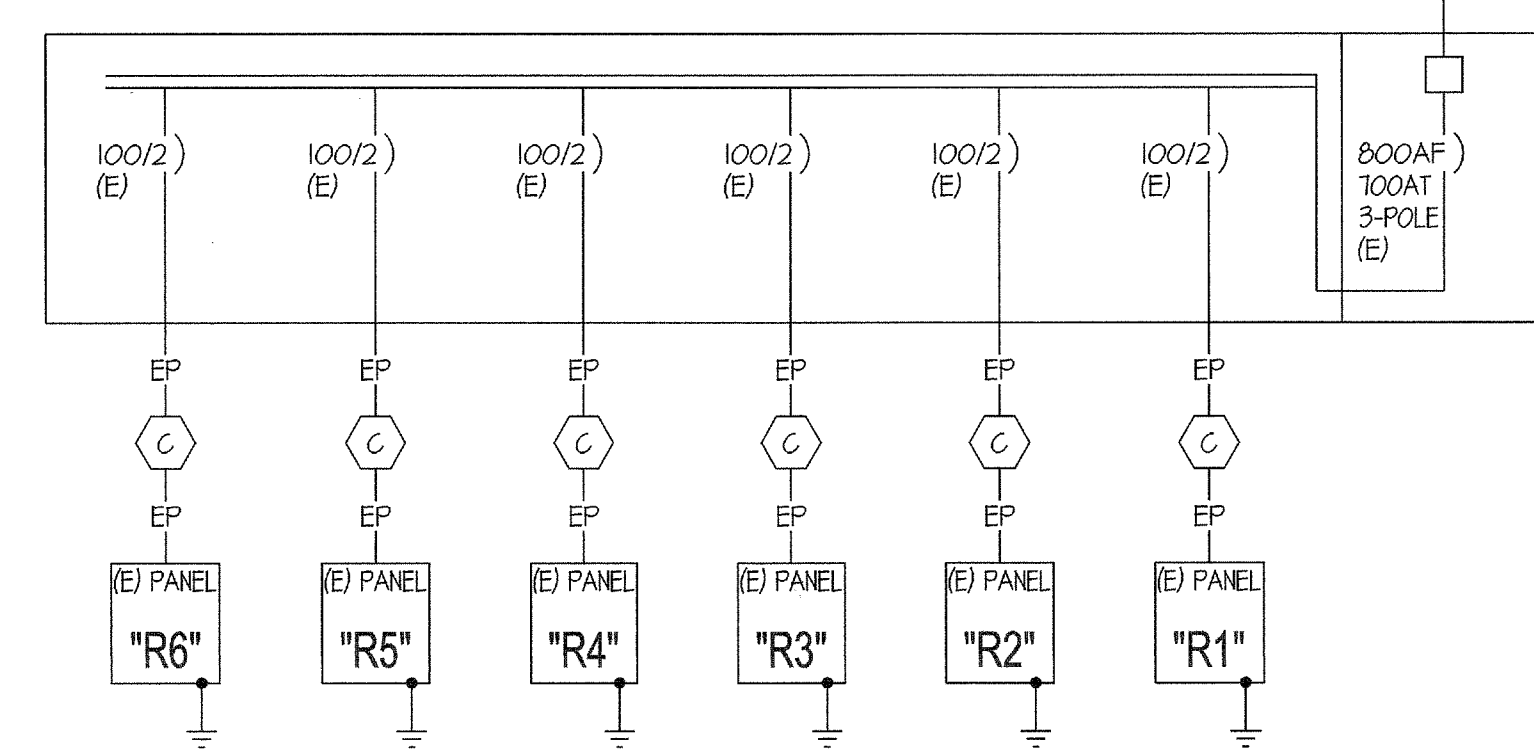 100/2
(E)
100/2
(E)
100/2
(E)
100/2
(E)
100/2
(E)
100/2
(E)
800AF
700AT
3-POLE
(E)
EP
EP
EP
EP
EP
EP
C
C
C
C
C
C
EP
EP
EP
EP
EP
EP
(E) PANEL
"R6"
(E) PANEL
"R5"
(E) PANEL
"R4"
(E) PANEL
"R3"
(E) PANEL
"R2"
(E) PANEL
"R1"